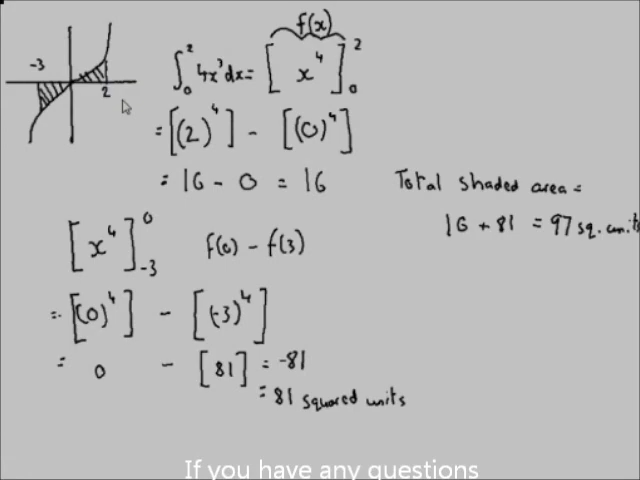 f(x)
-3
2
∫₀² 4x³dx = [x⁴]₀²
= [(2)⁴] - [(0)⁴]
= 16 - 0 = 16
Total shaded area =
16 + 81 = 97 sq. units
[x⁴]₋₃⁰ f(0) - f(3)
= [(0)⁴] - [(-3)⁴]
= 0 - [81] = -81
= 81 squared units
If you have any questions